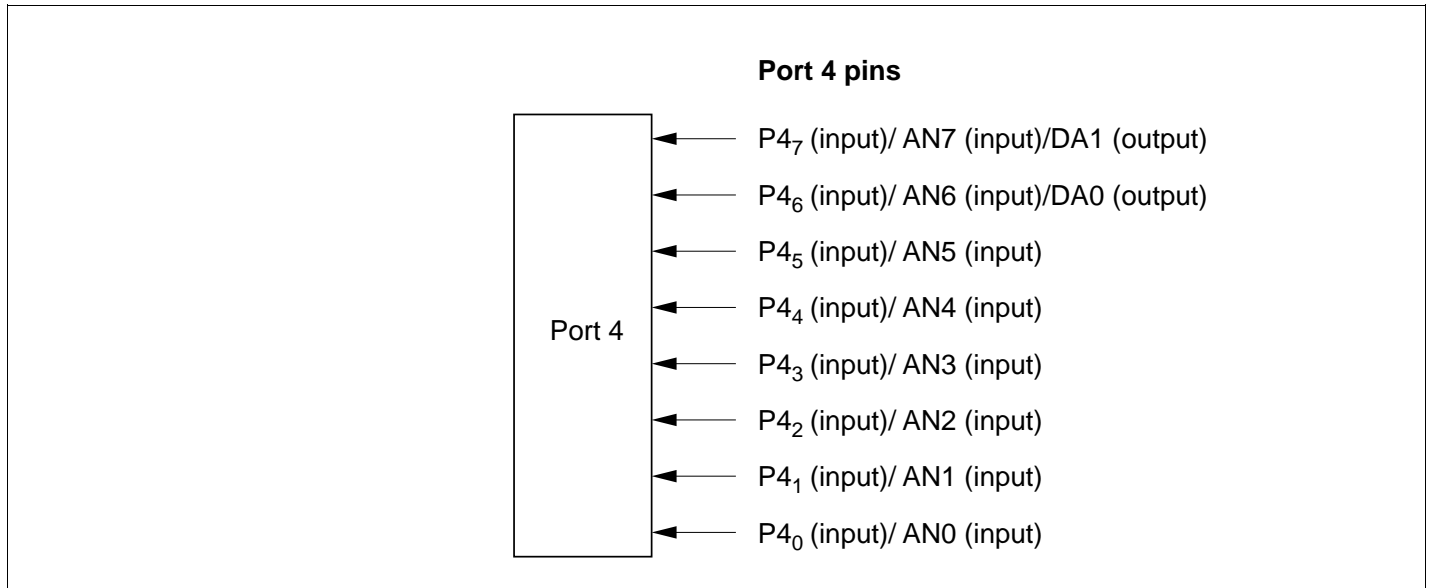 Port 4 pins
P4₇ (input)/ AN7 (input)/DA1 (output)
P4₆ (input)/ AN6 (input)/DA0 (output)
P4₅ (input)/ AN5 (input)
P4₄ (input)/ AN4 (input)
Port 4
P4₃ (input)/ AN3 (input)
P4₂ (input)/ AN2 (input)
P4₁ (input)/ AN1 (input)
P4₀ (input)/ AN0 (input)